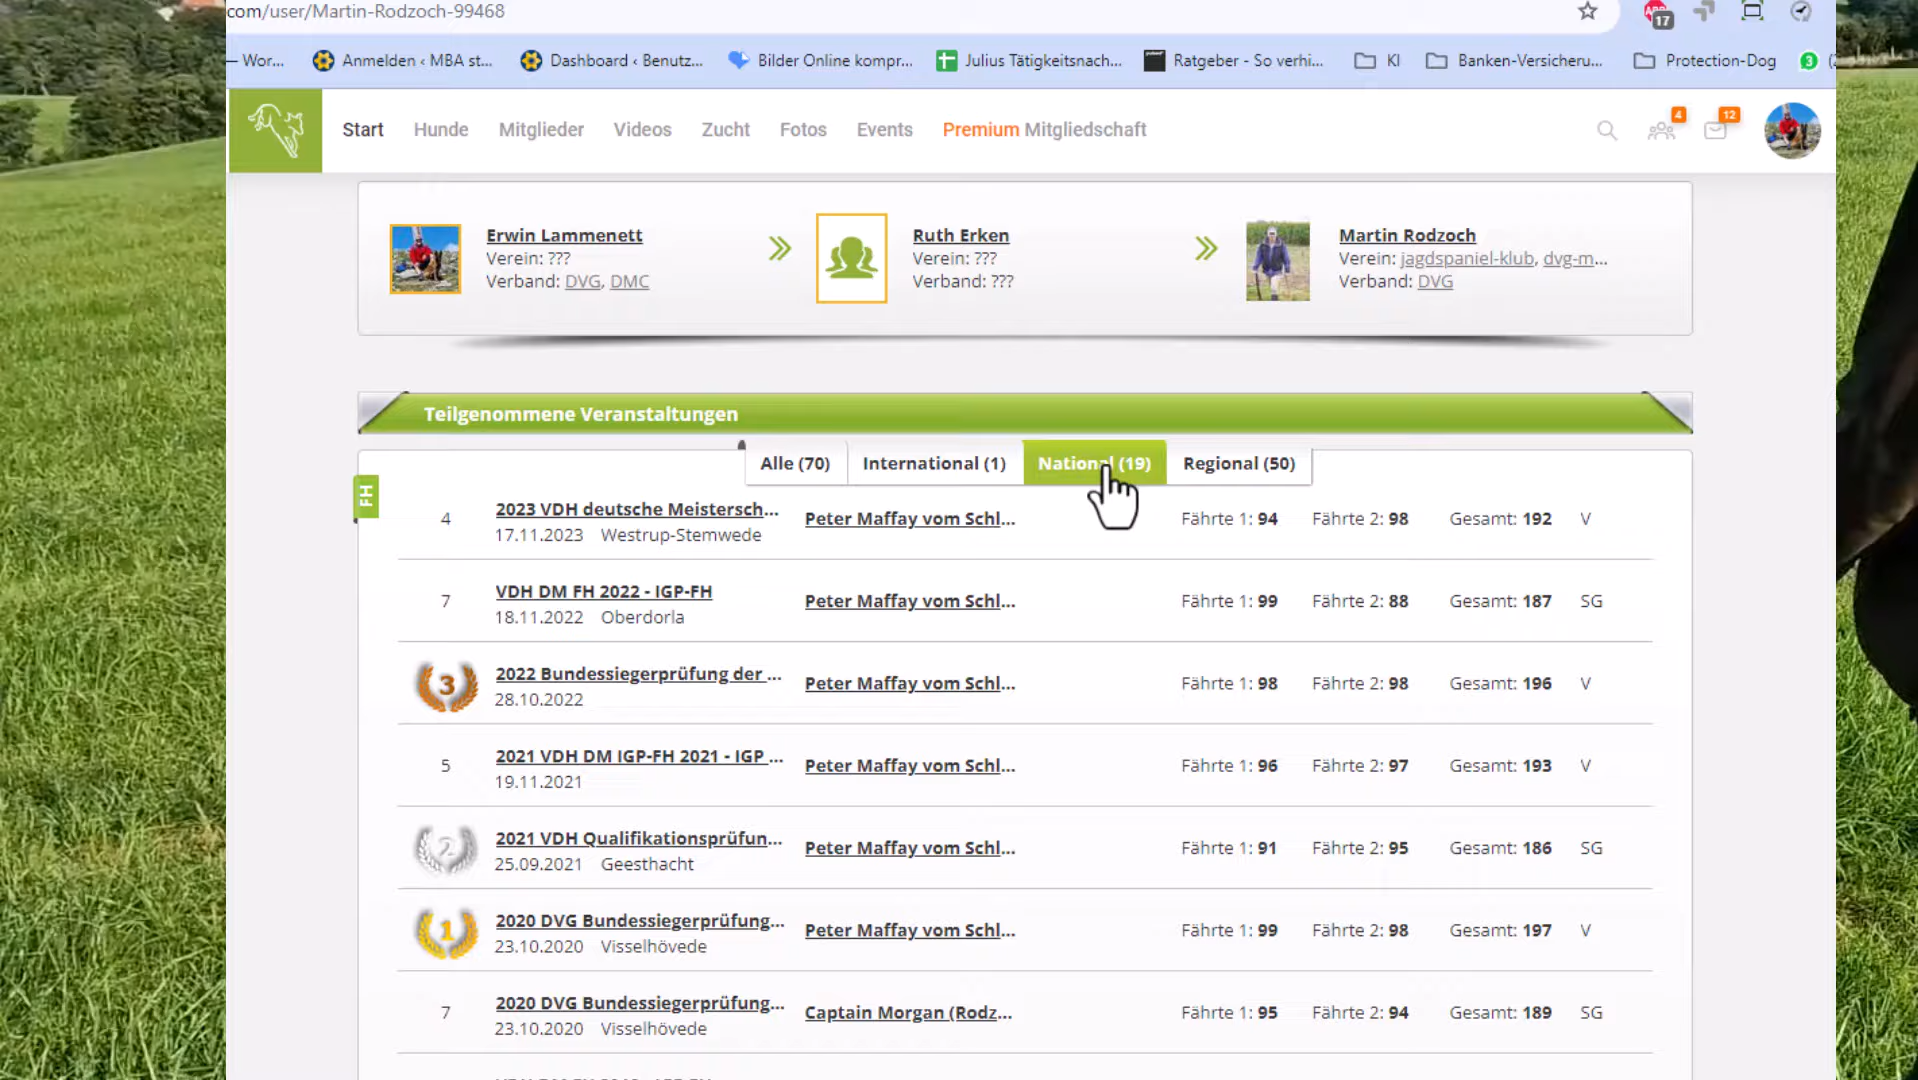 com/user/Martin-Rodzoch-99468
17
– Wor...
Anmelden ‹ MBA st...
Dashboard ‹ Benutz...
Bilder Online kompr...
Julius Tätigkeitsnach...
Ratgeber - So verhi...
KI
Banken-Versicheru...
Protection-Dog
3
Start Hunde Mitglieder Videos Zucht Fotos Events Premium Mitgliedschaft
4
12
Erwin Lammenett
Verein: ???
Verband: DVG, DMC
Ruth Erken
Verein: ???
Verband: ???
Martin Rodzoch
Verein: jagdspaniel-klub, dvg-m...
Verband: DVG
Teilgenommene Veranstaltungen
Alle (70) International (1) National (19) Regional (50)
FH
4 2023 VDH deutsche Meistersch... Peter Maffay vom Schl... Fährte 1: 94 Fährte 2: 98 Gesamt: 192 V
17.11.2023 Westrup-Stemwede
7 VDH DM FH 2022 - IGP-FH Peter Maffay vom Schl... Fährte 1: 99 Fährte 2: 88 Gesamt: 187 SG
18.11.2022 Oberdorla
3 2022 Bundessiegerprüfung der ... Peter Maffay vom Schl... Fährte 1: 98 Fährte 2: 98 Gesamt: 196 V
28.10.2022
5 2021 VDH DM IGP-FH 2021 - IGP ... Peter Maffay vom Schl... Fährte 1: 96 Fährte 2: 97 Gesamt: 193 V
19.11.2021
2 2021 VDH Qualifikationsprüfun... Peter Maffay vom Schl... Fährte 1: 91 Fährte 2: 95 Gesamt: 186 SG
25.09.2021 Geesthacht
1 2020 DVG Bundessiegerprüfung... Peter Maffay vom Schl... Fährte 1: 99 Fährte 2: 98 Gesamt: 197 V
23.10.2020 Visselhövede
7 2020 DVG Bundessiegerprüfung... Captain Morgan (Rodz... Fährte 1: 95 Fährte 2: 94 Gesamt: 189 SG
23.10.2020 Visselhövede